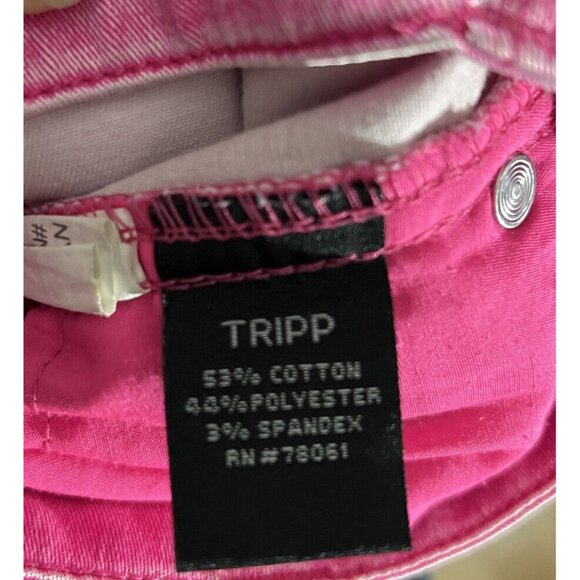 TRIPP
53% COTTON
44% POLYESTER
3% SPANDEX
RN#78061